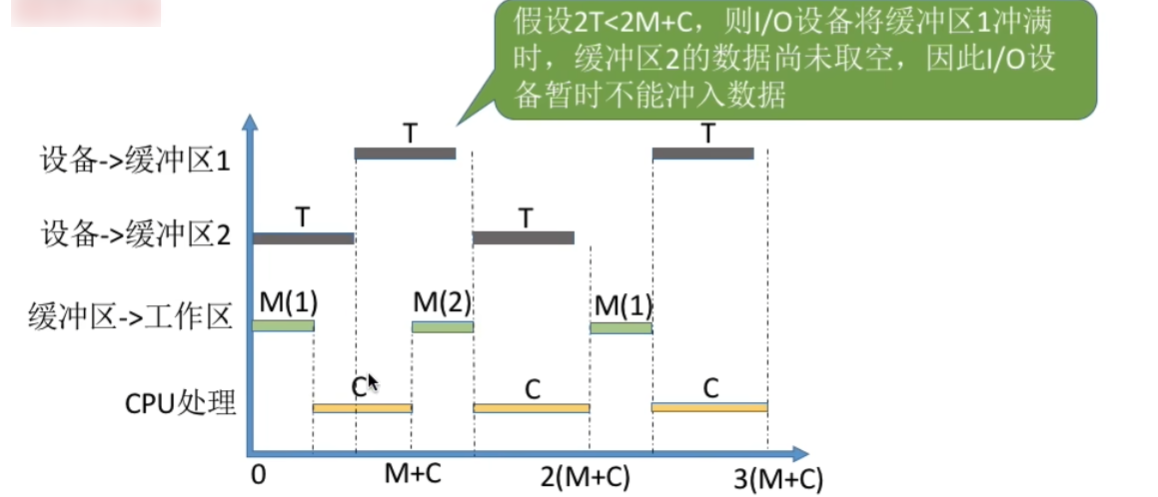 假设2T<2M+C，则I/O设备将缓冲区1冲满
时，缓冲区2的数据尚未取空，因此I/O设
备暂时不能冲入数据
T T
设备->缓冲区1
T T
设备->缓冲区2
M(1) M(2) M(1)
缓冲区->工作区
C C C
CPU处理
0 M+C 2(M+C) 3(M+C)